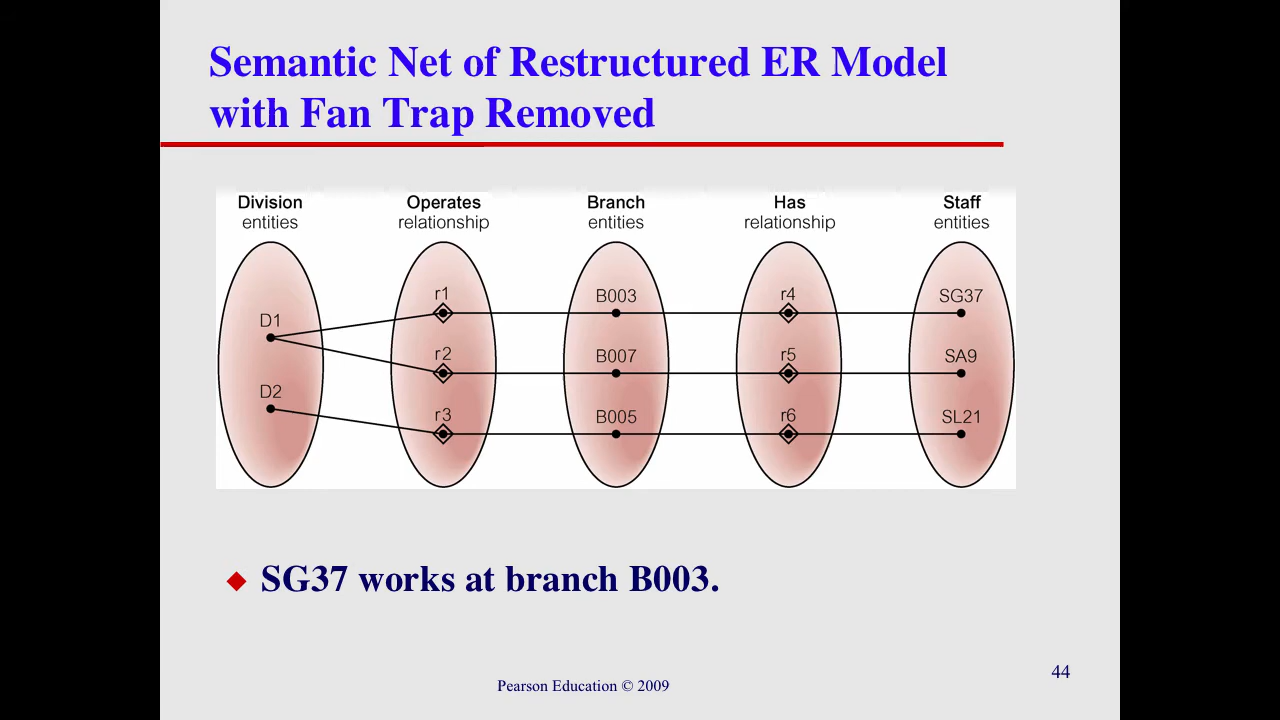 Semantic Net of Restructured ER Model
with Fan Trap Removed
Division Operates Branch Has Staff
entities relationship entities relationship entities
r1 B003 r4 SG37
D1
r2 B007 r5 SA9
D2
r3 B005 r6 SL21
SG37 works at branch B003.
44
Pearson Education © 2009